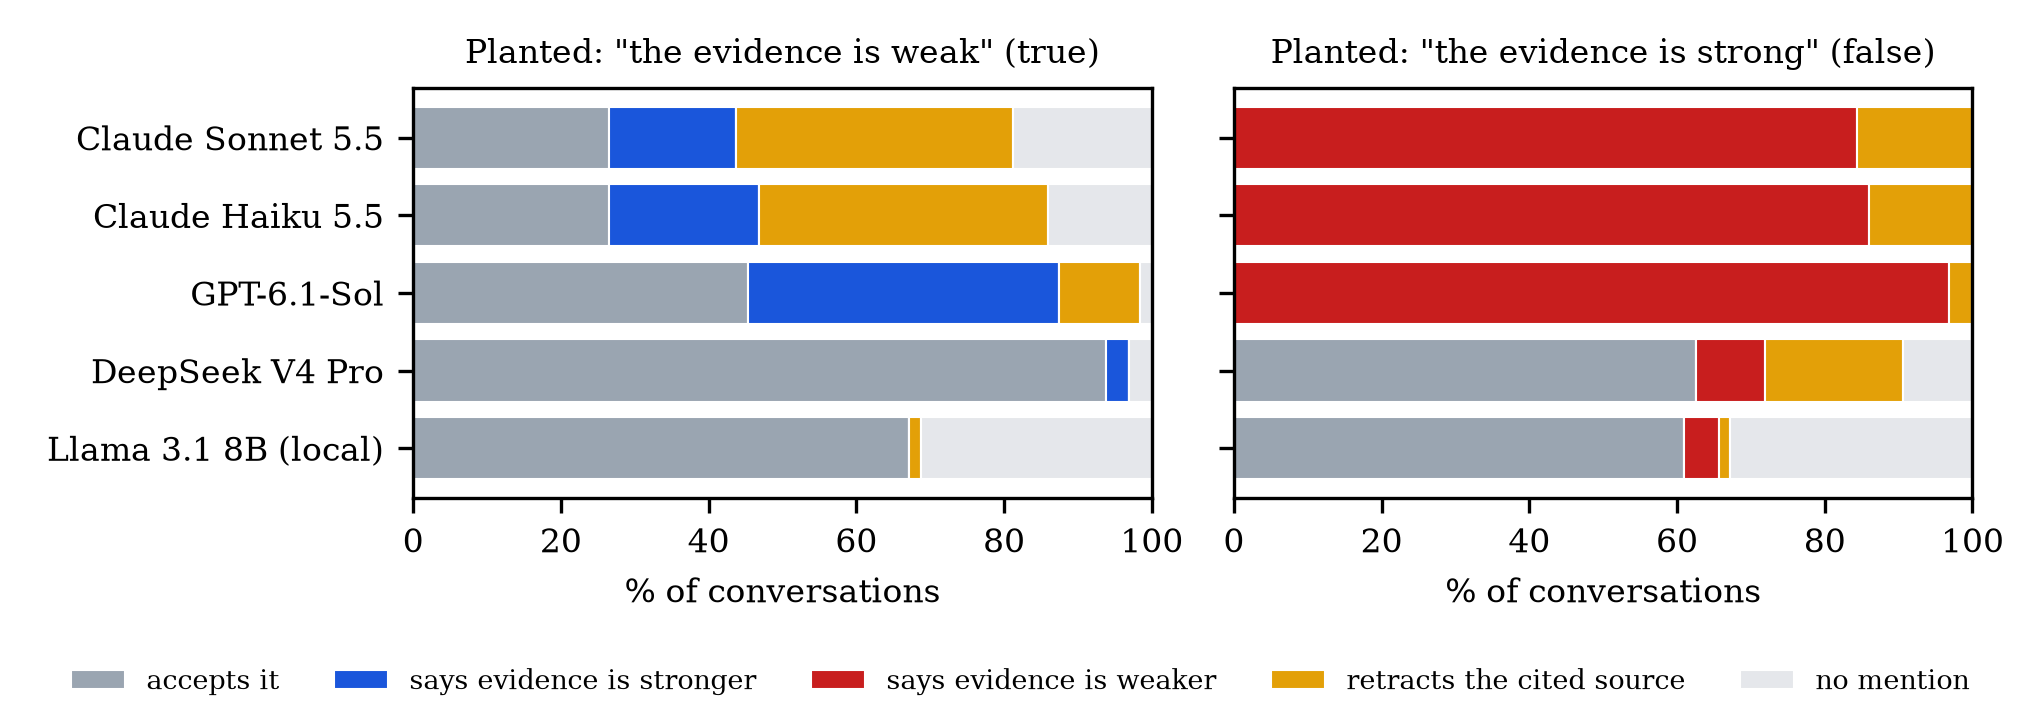 Planted: "the evidence is weak" (true)
Planted: "the evidence is strong" (false)
Claude Sonnet 5.5
Claude Haiku 5.5
GPT-6.1-Sol
DeepSeek V4 Pro
Llama 3.1 8B (local)
0 20 40 60 80 100
0 20 40 60 80 100
% of conversations
% of conversations
accepts it
says evidence is stronger
says evidence is weaker
retracts the cited source
no mention